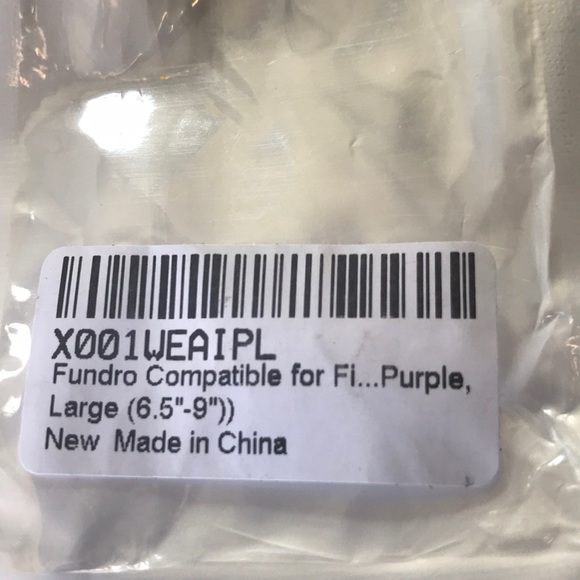 X001WEAIPL
Fundro Compatible for Fi...Purple,
Large (6.5"-9"))
New Made in China